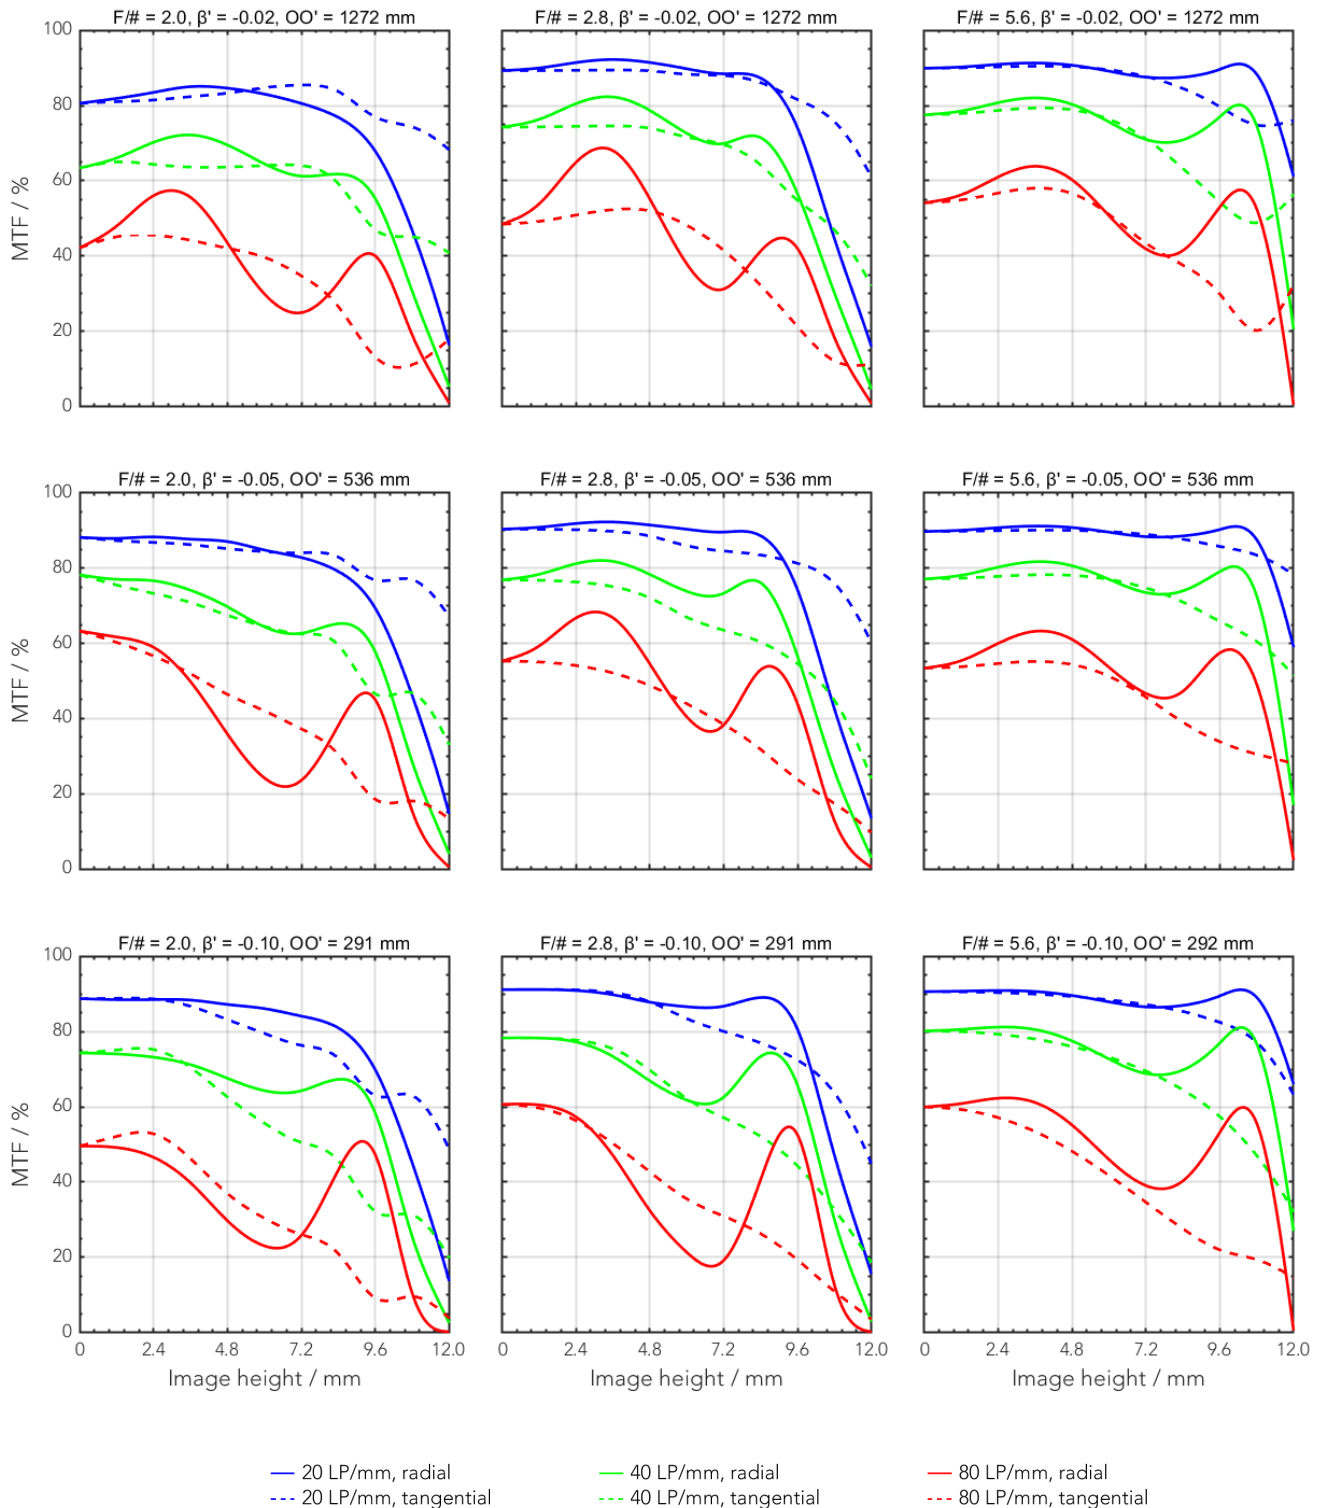 F/# = 2.0, β' = -0.02, OO' = 1272 mm
F/# = 2.8, β' = -0.02, OO' = 1272 mm
F/# = 5.6, β' = -0.02, OO' = 1272 mm
100
80
60
40
20
0
MTF / %
F/# = 2.0, β' = -0.05, OO' = 536 mm
F/# = 2.8, β' = -0.05, OO' = 536 mm
F/# = 5.6, β' = -0.05, OO' = 536 mm
100
80
60
40
20
0
MTF / %
F/# = 2.0, β' = -0.10, OO' = 291 mm
F/# = 2.8, β' = -0.10, OO' = 291 mm
F/# = 5.6, β' = -0.10, OO' = 292 mm
100
80
60
40
20
0
MTF / %
0 2.4 4.8 7.2 9.6 12.0
0 2.4 4.8 7.2 9.6 12.0
0 2.4 4.8 7.2 9.6 12.0
Image height / mm
Image height / mm
Image height / mm
20 LP/mm, radial
40 LP/mm, radial
80 LP/mm, radial
20 LP/mm, tangential
40 LP/mm, tangential
80 LP/mm, tangential